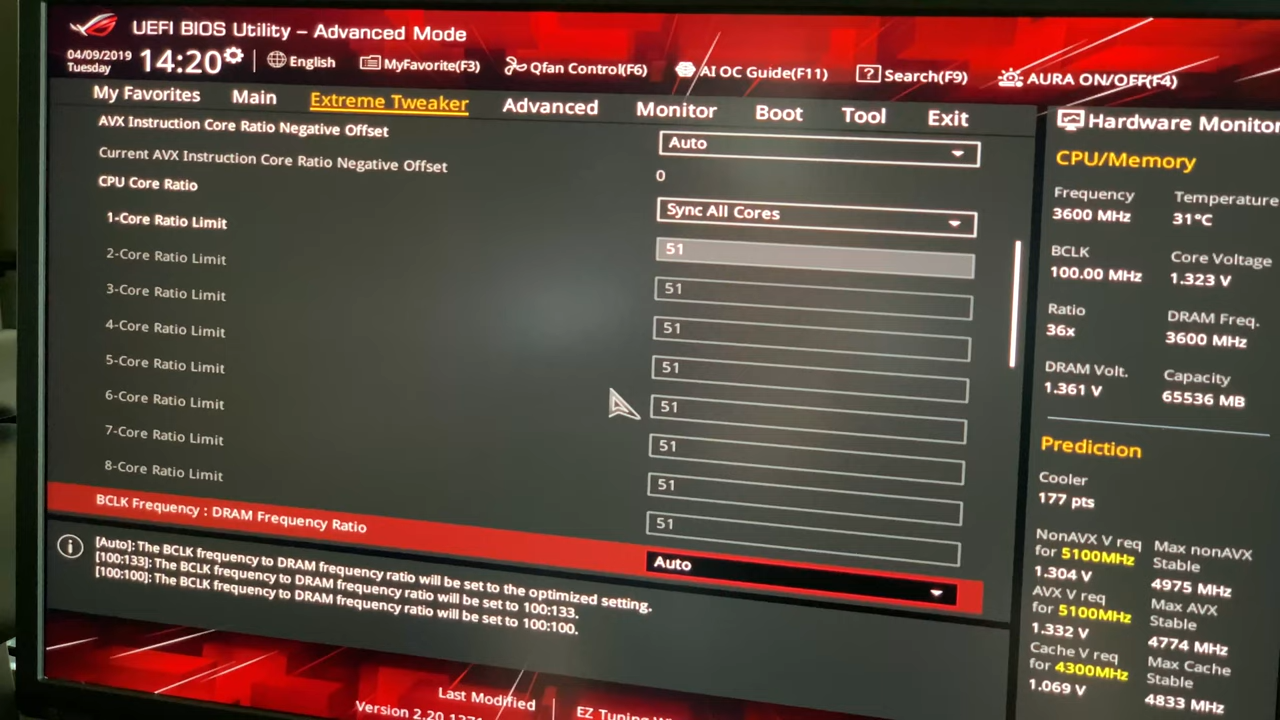 UEFI BIOS Utility – Advanced Mode
04/09/2019
Tuesday
14:20
English
MyFavorite(F3)
Qfan Control(F6)
AI OC Guide(F11)
Search(F9)
AURA ON/OFF(F4)
My Favorites
Main
Extreme Tweaker
Advanced
Monitor
Boot
Tool
Exit
AVX Instruction Core Ratio Negative Offset
Auto
Current AVX Instruction Core Ratio Negative Offset
0
CPU Core Ratio
Sync All Cores
1-Core Ratio Limit
51
2-Core Ratio Limit
51
3-Core Ratio Limit
51
4-Core Ratio Limit
51
5-Core Ratio Limit
51
6-Core Ratio Limit
51
7-Core Ratio Limit
51
8-Core Ratio Limit
51
BCLK Frequency : DRAM Frequency Ratio
Auto
[Auto]: The BCLK frequency to DRAM frequency ratio will be set to the optimized setting.
[100:133]: The BCLK frequency to DRAM frequency ratio will be set to 100:133.
[100:100]: The BCLK frequency to DRAM frequency ratio will be set to 100:100.
Last Modified
Version 2.20.1271
EZ Tuning
Hardware Monitor
CPU/Memory
Frequency
3600 MHz
Temperature
31°C
BCLK
100.00 MHz
Core Voltage
1.323 V
Ratio
36x
DRAM Freq.
3600 MHz
DRAM Volt.
1.361 V
Capacity
65536 MB
Prediction
Cooler
177 pts
NonAVX V req
for 5100MHz
1.304 V
Max nonAVX
Stable
4975 MHz
AVX V req
for 5100MHz
1.332 V
Max AVX
Stable
4774 MHz
Cache V req
for 4300MHz
1.069 V
Max Cache
Stable
4833 MHz